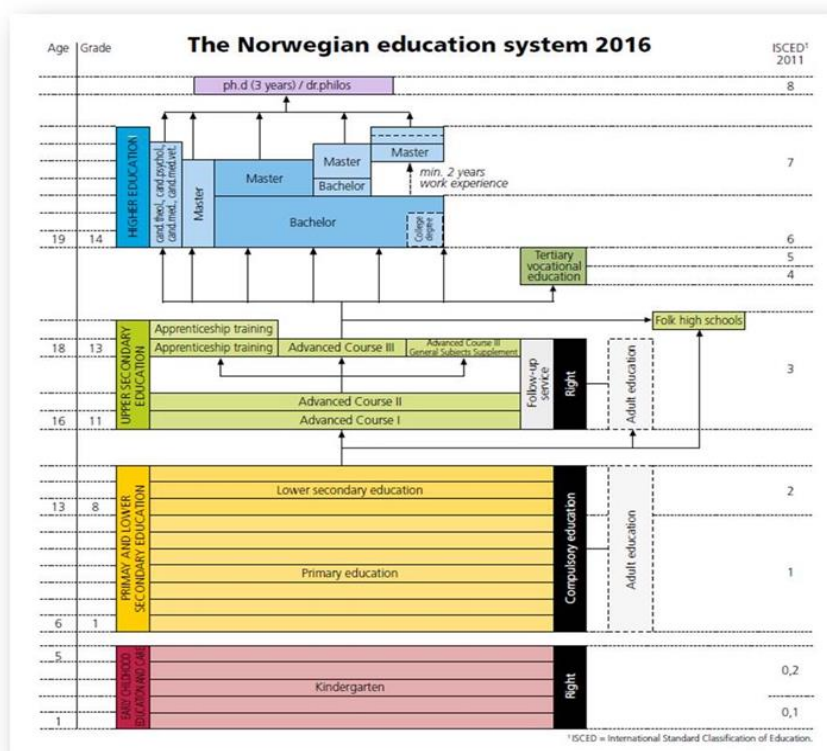 The Norwegian education system 2016
Age
Grade
ISCED¹
2011
ph.d (3 years) / dr.philos
8
HIGHER EDUCATION
cand.theol., cand.psychol.,
cand.med., cand.med.vet.
Master
Master
Bachelor
Master
Bachelor
Master
min. 2 years
work experience
College
degree
7
19
14
6
5
4
Tertiary
vocational
education
Folk high schools
UPPER SECONDARY
EDUCATION
Apprenticeship training
18
13
Apprenticeship training
Advanced Course III
Advanced Course III
General Subjects Supplement
Follow-up
service
Right
Adult education
3
Advanced Course II
16
11
Advanced Course I
PRIMAY AND LOWER
SECONDARY EDUCATION
Lower secondary education
13
8
2
Primary education
Compulsory education
Adult education
1
6
1
EARLY CHILDHOOD
EDUCATION AND CARE
5
Kindergarten
Right
0,2
0,1
1
¹ ISCED = International Standard Classification of Education.